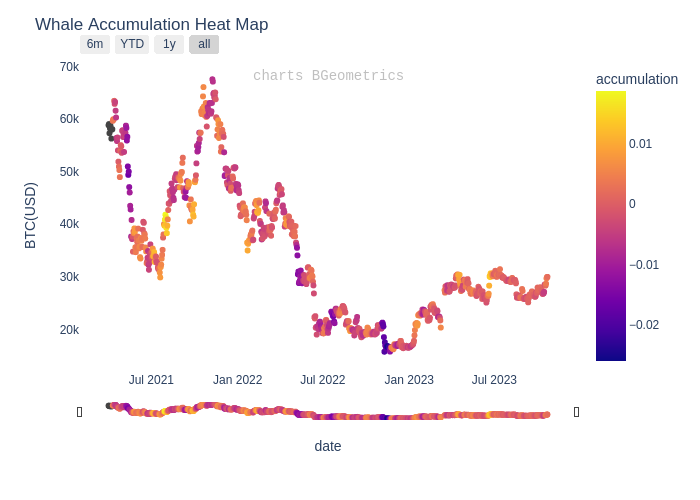 Whale Accumulation Heat Map
6m YTD 1y all
charts BGeometrics
accumulation
70k
60k
50k
40k
30k
20k
BTC(USD)
0.01
0
−0.01
−0.02
Jul 2021 Jan 2022 Jul 2022 Jan 2023 Jul 2023
date